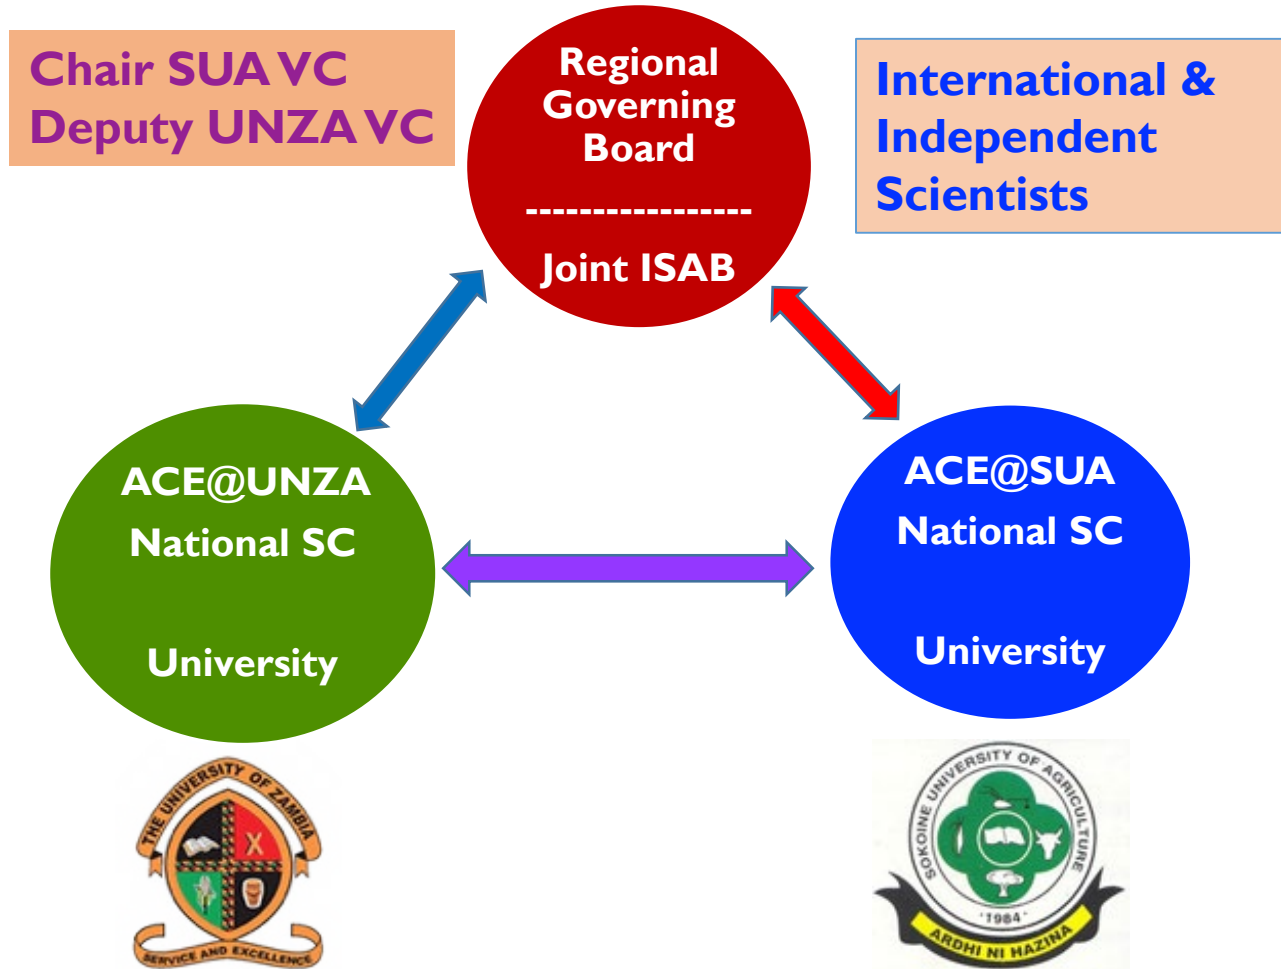 Chair SUA VC
Deputy UNZA VC
Regional
Governing
Board
-----------------
Joint ISAB
International &
Independent
Scientists
ACE@UNZA
National SC
University
ACE@SUA
National SC
University
THE UNIVERSITY OF ZAMBIA
SERVICE AND EXCELLENCE
SOKOINE UNIVERSITY OF AGRICULTURE
·1984·
ARDHI NI HAZINA